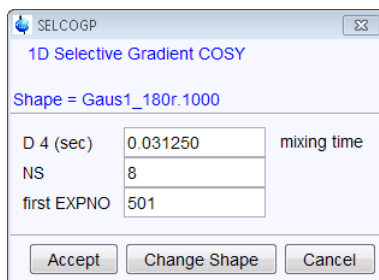 SELCOGP
1D Selective Gradient COSY
Shape = Gaus1_180r.1000
D 4 (sec) 0.031250 mixing time
NS 8
first EXPNO 501
Accept Change Shape Cancel